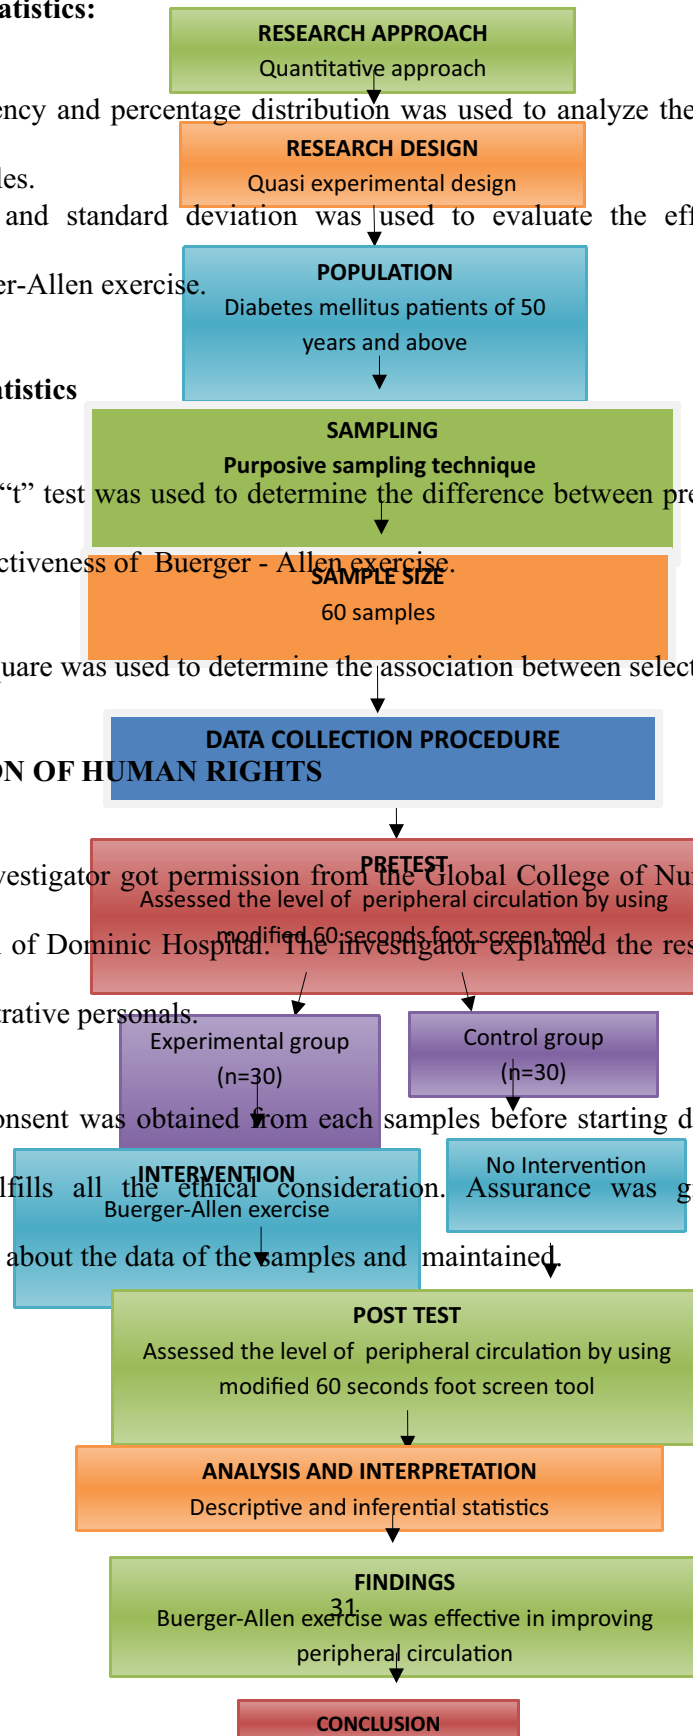 atistics:
RESEARCH APPROACH
Quantitative approach
ency and percentage distribution was used to analyze the
RESEARCH DESIGN
les.
Quasi experimental design
and standard deviation was used to evaluate the eff
POPULATION
er-Allen exercise.
Diabetes mellitus patients of 50
years and above
atistics
SAMPLING
Purposive sampling technique
“t” test was used to determine the difference between pre
ectiveness of Buerger - Allen exercise.
SAMPLE SIZE
60 samples
quare was used to determine the association between select
DATA COLLECTION PROCEDURE
ON OF HUMAN RIGHTS
PRETEST
vestigator got permission from the Global College of Nu
Assessed the level of peripheral circulation by using
modified 60 seconds foot screen tool
l of Dominic Hospital. The investigator explained the res
trative personals.
Experimental group
(n=30)
Control group
(n=30)
onsent was obtained from each samples before starting d
INTERVENTION
Buerger-Allen exercise
No Intervention
lfills all the ethical consideration. Assurance was g
about the data of the samples and maintained.
POST TEST
Assessed the level of peripheral circulation by using
modified 60 seconds foot screen tool
ANALYSIS AND INTERPRETATION
Descriptive and inferential statistics
FINDINGS
31
Buerger-Allen exercise was effective in improving
peripheral circulation
CONCLUSION